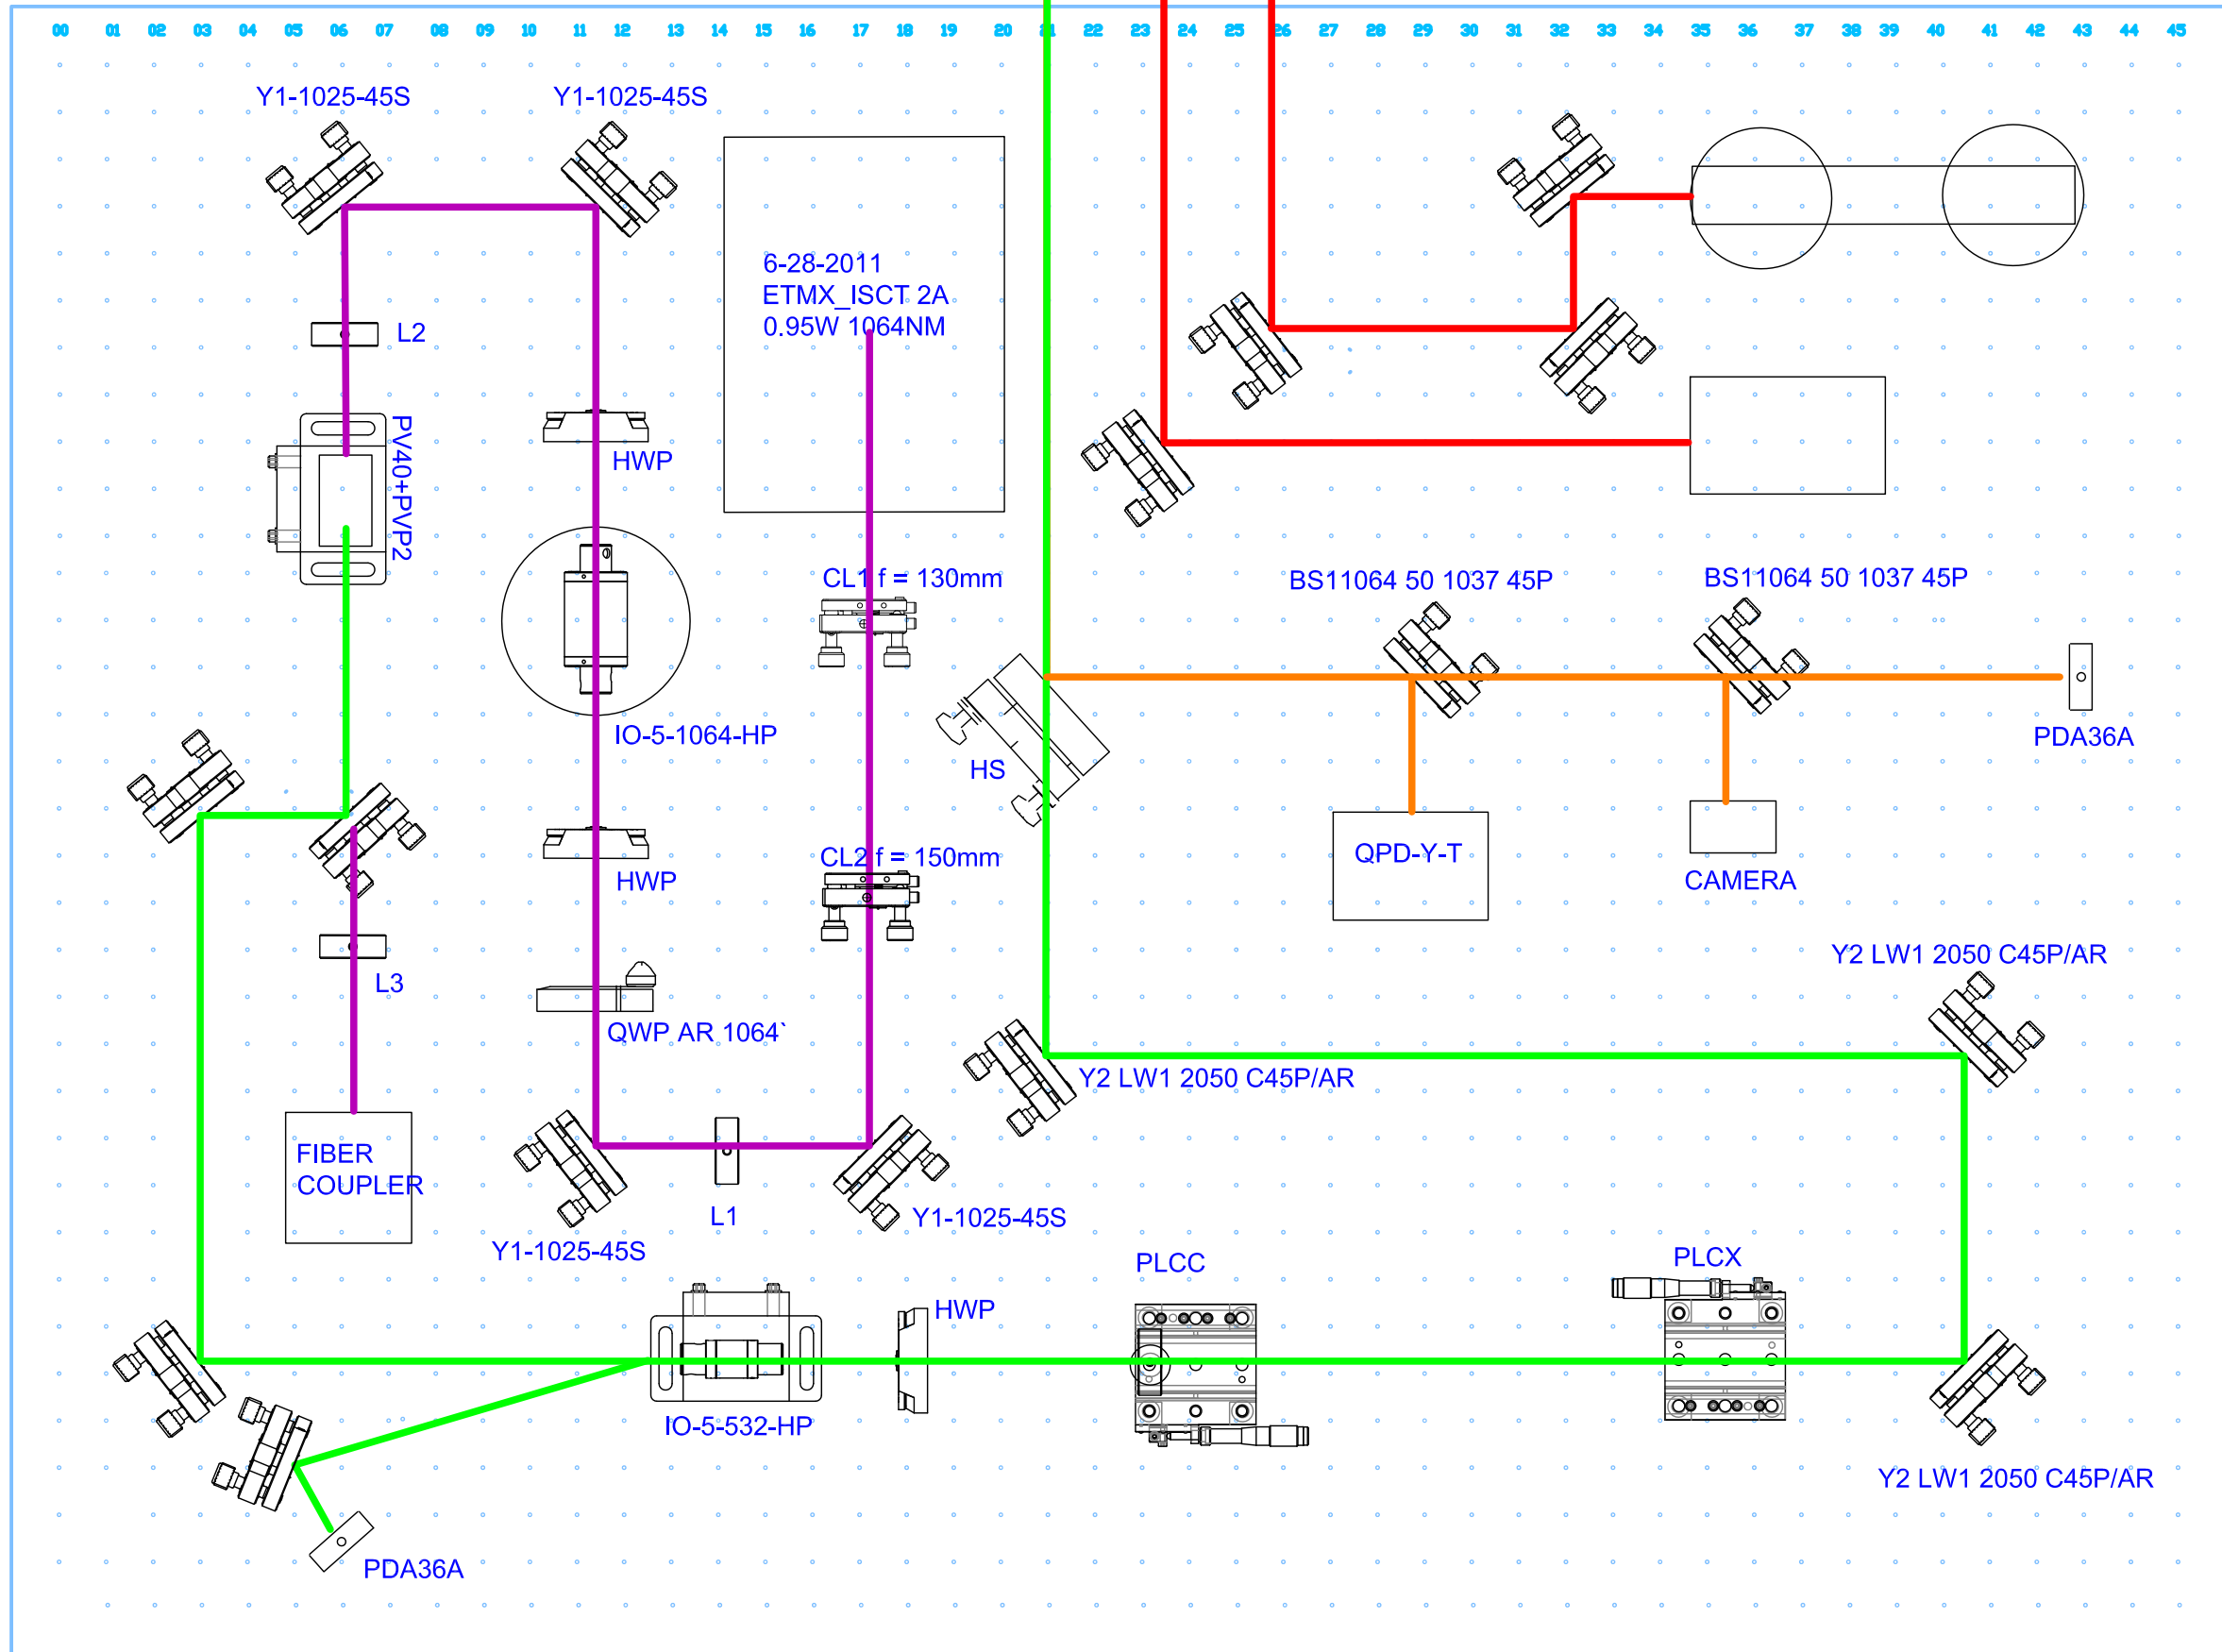 00 01 02 03 04 05 06 07 08 09 10 11 12 13 14 15 16 17 18 19 20 21 22 23 24 25 26 27 28 29 30 31 32 33 34 35 36 37 38 39 40 41 42 43 44 45
Y1-1025-45S
Y1-1025-45S
6-28-2011
ETMX_ISCT 2A
0.95W 1064NM
L2
PV40+PVP2
HWP
CL1 f = 130mm
BS11064 50 1037 45P
BS11064 50 1037 45P
IO-5-1064-HP
HS
PDA36A
HWP
CL2 f = 150mm
QPD-Y-T
CAMERA
L3
QWP AR 1064`
Y2 LW1 2050 C45P/AR
Y2 LW1 2050 C45P/AR
FIBER
COUPLER
L1
Y1-1025-45S
Y1-1025-45S
PLCC
PLCX
HWP
IO-5-532-HP
Y2 LW1 2050 C45P/AR
PDA36A